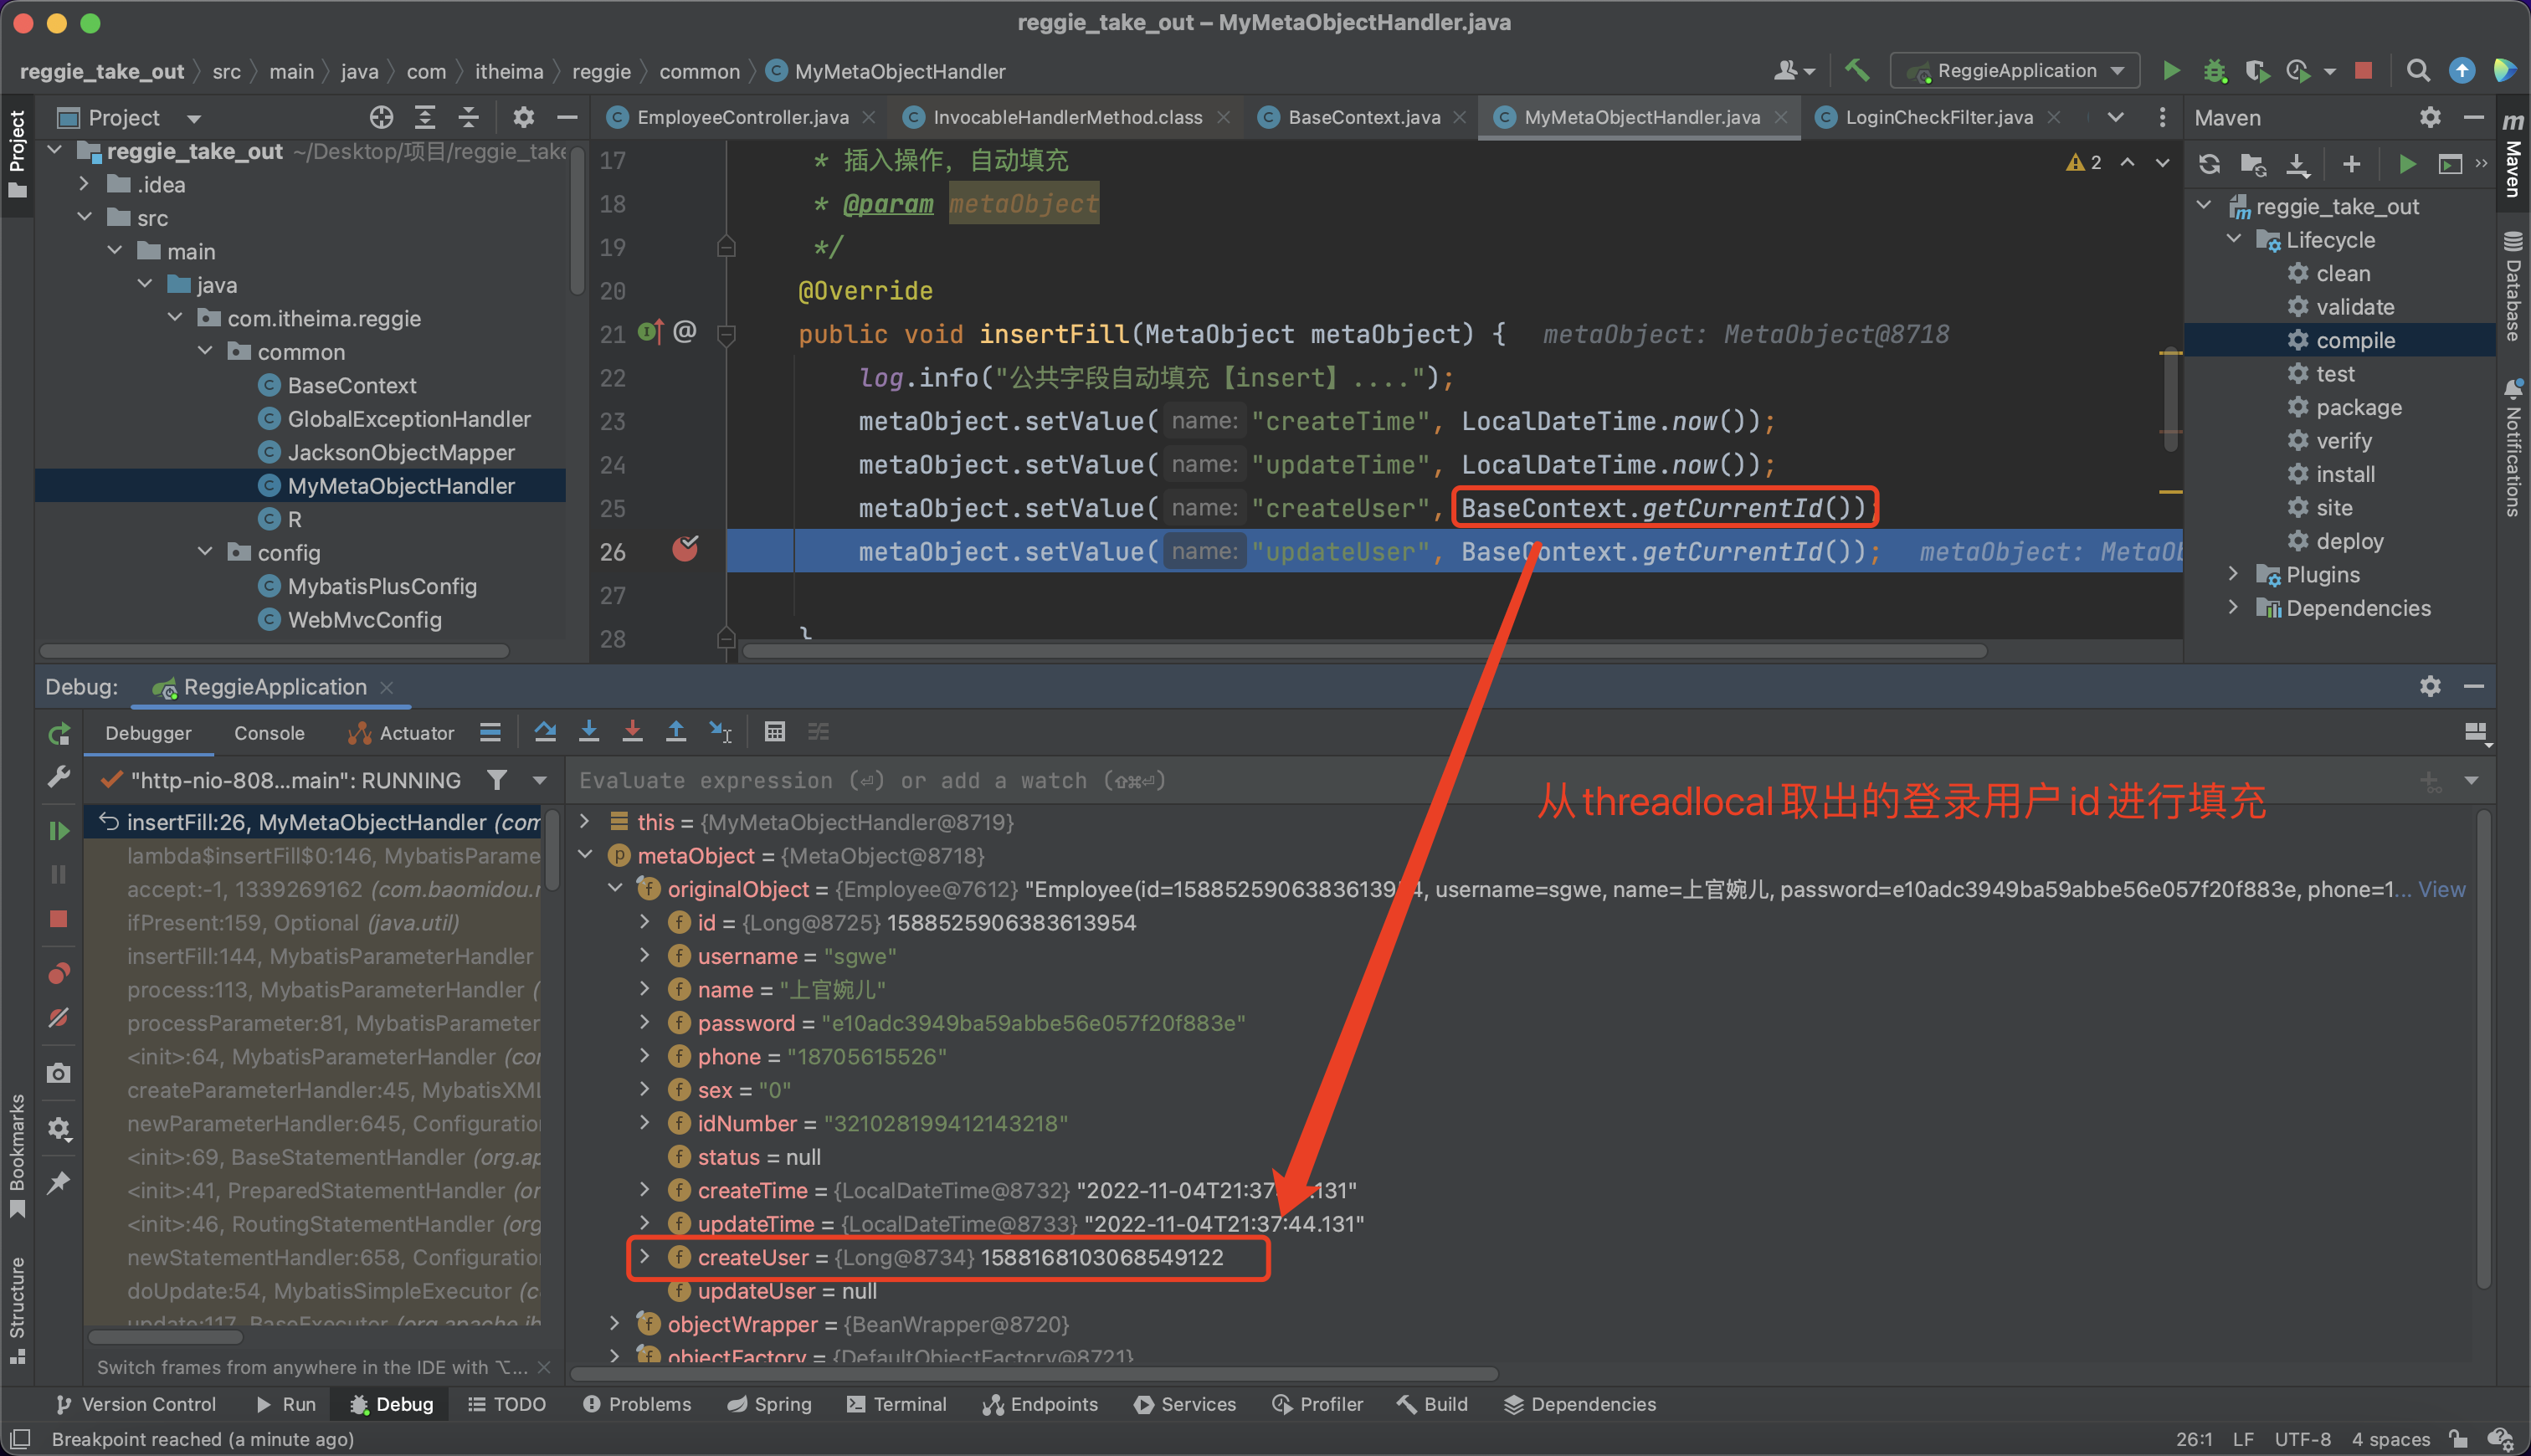 reggie_take_out – MyMetaObjectHandler.java
reggie_take_out src main java com itheima reggie common MyMetaObjectHandler
ReggieApplication
Project
EmployeeController.java InvocableHandlerMethod.class BaseContext.java MyMetaObjectHandler.java LoginCheckFilter.java
Maven
Project
reggie_take_out ~/Desktop/项目/reggie_take
.idea
src
main
java
com.itheima.reggie
common
BaseContext
GlobalExceptionHandler
JacksonObjectMapper
MyMetaObjectHandler
R
config
MybatisPlusConfig
WebMvcConfig
2
17 * 插入操作，自动填充
18 * @param metaObject
19 */
20 @Override
21 @ public void insertFill(MetaObject metaObject) { metaObject: MetaObject@8718
22 log.info("公共字段自动填充【insert】....");
23 metaObject.setValue( name: "createTime", LocalDateTime.now());
24 metaObject.setValue( name: "updateTime", LocalDateTime.now());
25 metaObject.setValue( name: "createUser", BaseContext.getCurrentId());
26 metaObject.setValue( name: "updateUser", BaseContext.getCurrentId()); metaObject: MetaOb
27
28 }
reggie_take_out
Lifecycle
clean
validate
compile
test
package
verify
install
site
deploy
Plugins
Dependencies
m Maven
Database
Notifications
Debug: ReggieApplication
Debugger Console Actuator
"http-nio-808...main": RUNNING
Evaluate expression (⏎) or add a watch (⇧⌘⏎)
从threadlocal取出的登录用户id进行填充
insertFill:26, MyMetaObjectHandler (com
lambda$insertFill$0:146, MybatisParame
accept:-1, 1339269162 (com.baomidou.r
ifPresent:159, Optional (java.util)
insertFill:144, MybatisParameterHandler
process:113, MybatisParameterHandler (
processParameter:81, MybatisParameter
<init>:64, MybatisParameterHandler (cor
createParameterHandler:45, MybatisXML
newParameterHandler:645, Configuration
<init>:69, BaseStatementHandler (org.ap
<init>:41, PreparedStatementHandler (or
<init>:46, RoutingStatementHandler (org
newStatementHandler:658, Configuration
doUpdate:54, MybatisSimpleExecutor (c
update:117, BaseExecutor (org.apache.ib
Switch frames from anywhere in the IDE with ⌥...
this = {MyMetaObjectHandler@8719}
metaObject = {MetaObject@8718}
originalObject = {Employee@7612} "Employee(id=1588525906383613954, username=sgwe, name=上官婉儿, password=e10adc3949ba59abbe56e057f20f883e, phone=1... View
id = {Long@8725} 1588525906383613954
username = "sgwe"
name = "上官婉儿"
password = "e10adc3949ba59abbe56e057f20f883e"
phone = "18705615526"
sex = "0"
idNumber = "321028199412143218"
status = null
createTime = {LocalDateTime@8732} "2022-11-04T21:37 .131"
updateTime = {LocalDateTime@8733} "2022-11-04T21:37:44.131"
createUser = {Long@8734} 1588168103068549122
updateUser = null
objectWrapper = {BeanWrapper@8720}
objectFactory = {DefaultObjectFactory@8721}
Bookmarks
Structure
Version Control Run Debug TODO Problems Spring Terminal Endpoints Services Profiler Build Dependencies
Breakpoint reached (a minute ago)
26:1 LF UTF-8 4 spaces